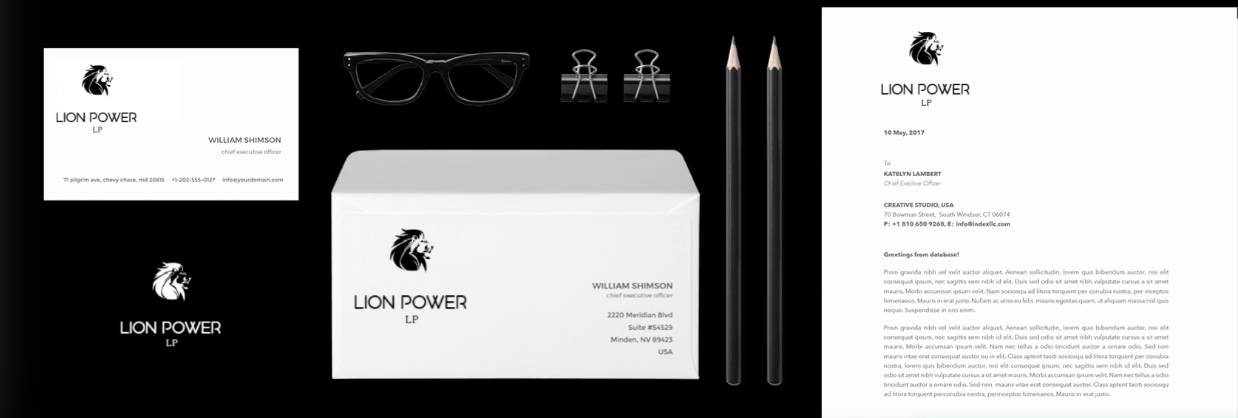 LION POWER
LP
WILLIAM SHIMSON
chief executive officer
71 pilgrim ave, chevy chase, md 20815 +1-202-555-0127 info@yourdomain.com
LION POWER
LP
LION POWER
LP
WILLIAM SHIMSON
chief executive officer
2220 Meridian Blvd
Suite #S4529
Minden, NV 89423
USA
LION POWER
LP
10 May, 2017
To
KATELYN LAMBERT
Chief Exestive Officer
CREATIVE STUDIO, USA
70 Bowman Street, South Windsor, CT 06074
P: +1 810 650 9268, E: info@indexllc.com
Greetings from database!
Proin gravida nibh vel velit auctor aliquet. Aenean sollicitudin, lorem quis bibendum auctor, nisi elit
consequat ipsum, nec sagittis sem nibh id elit. Duis sed odio sit amet nibh vulputate cursus a sit amet
mauris. Morbi accumsan ipsum velit. Nam sociosqu ad litora torquent per conubia nostra, per inceptos
femenaeos. Mauris in erat justo. Nullam ac urna eu felis mauris egestas quam, ut aliquam massa nisl quis
neque. Suspendisse in orci enim.
Proin gravida nibh vel velit auctor aliquet. Aenean sollicitudin, lorem quis bibendum auctor, nisi elit
consequat ipsum, nec sagittis sem nibh id elit. Duis sed odio sit amet nibh vulputate cursus a sit amet
mauris. Morbi accumsan ipsum velit. Nam nec tellus a odio tincidunt auctor a ornare odio. Sed non
mauris vitae erat consequat auctor eu in elit. Class aptent taciti sociosqu ad litora torquent per conubia
nostra, lorem quis bibendum auctor, nisi elit consequat ipsum, nec sagittis sem nibh id elit. Duis sed
odio sit amet nibh vulputate cursus a sit amet mauris. Morbi accumsan ipsum velit. Nam nec tellus a odio
tincidunt auctor a ornare odio. Sed non mauris vitae erat consequat auctor. Class aptent taciti sociosqu
ad litora torquent perconubia nostra, perinceptos femenaeos. Mauris in erat justo.